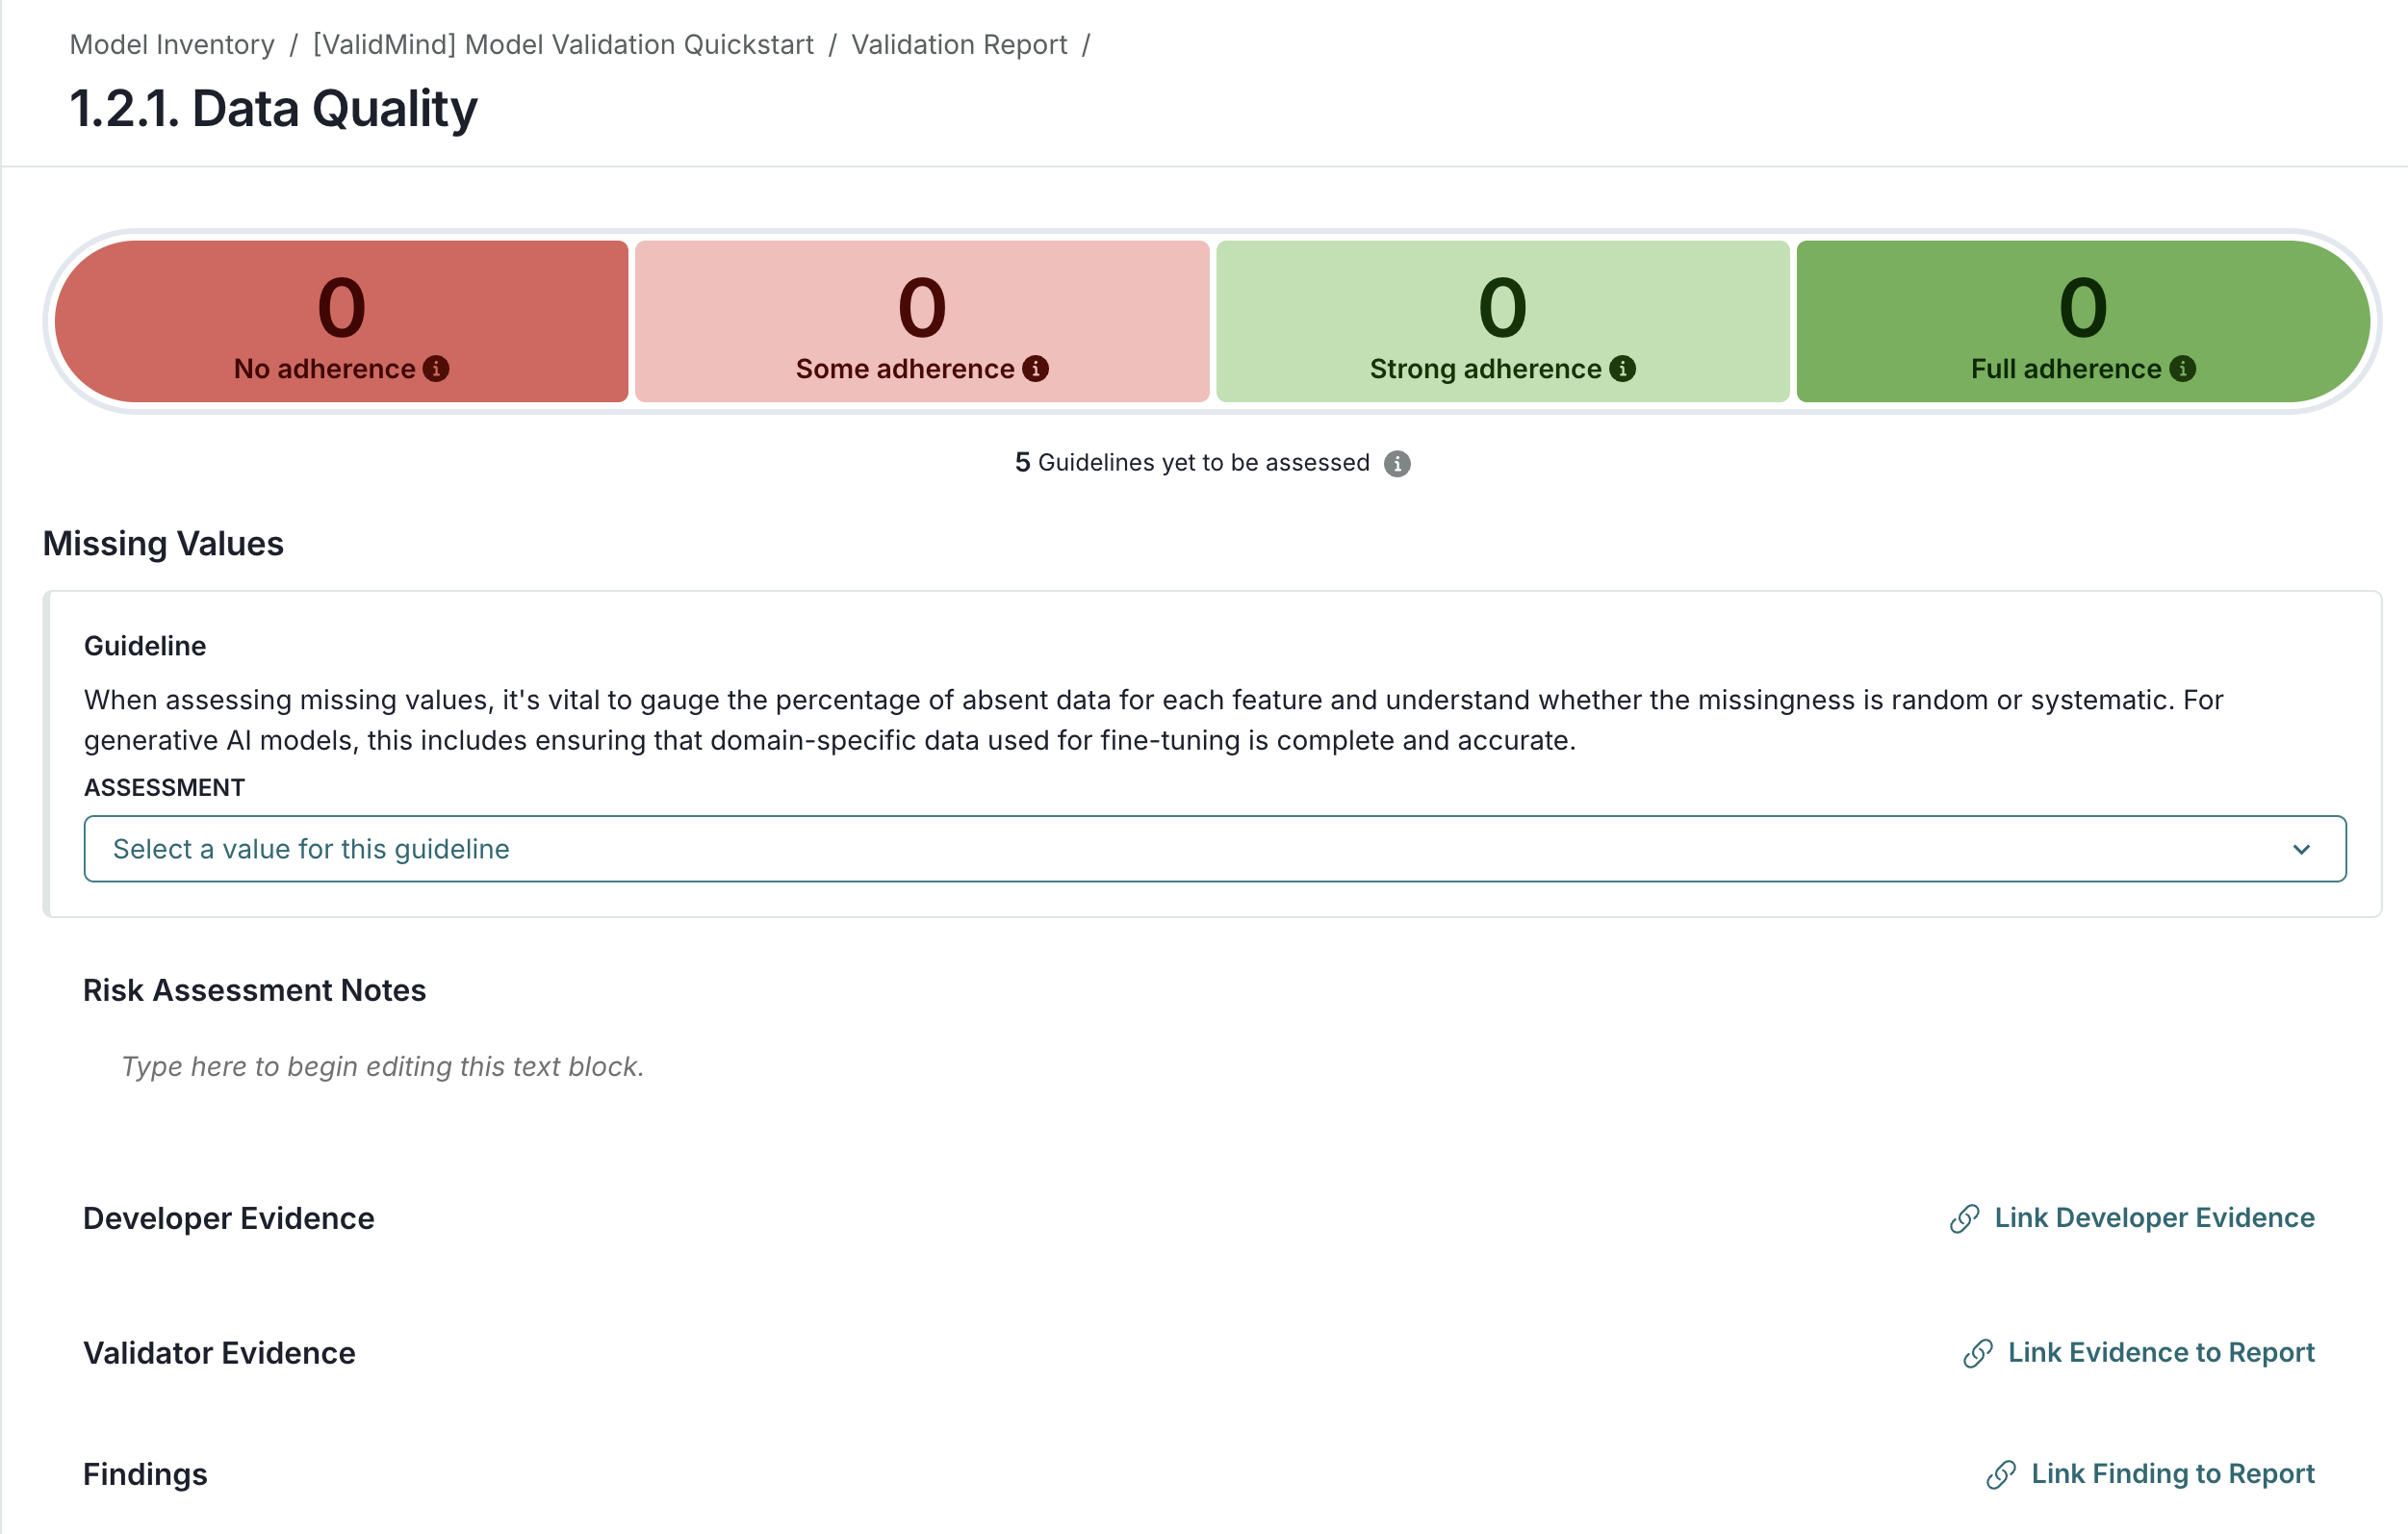 Model Inventory / [ValidMind] Model Validation Quickstart / Validation Report /
1.2.1. Data Quality
0
No adherence
0
Some adherence
0
Strong adherence
0
Full adherence
5 Guidelines yet to be assessed
Missing Values
Guideline
When assessing missing values, it's vital to gauge the percentage of absent data for each feature and understand whether the missingness is random or systematic. For
generative AI models, this includes ensuring that domain-specific data used for fine-tuning is complete and accurate.
ASSESSMENT
Select a value for this guideline
Risk Assessment Notes
Type here to begin editing this text block.
Developer Evidence
Link Developer Evidence
Validator Evidence
Link Evidence to Report
Findings
Link Finding to Report